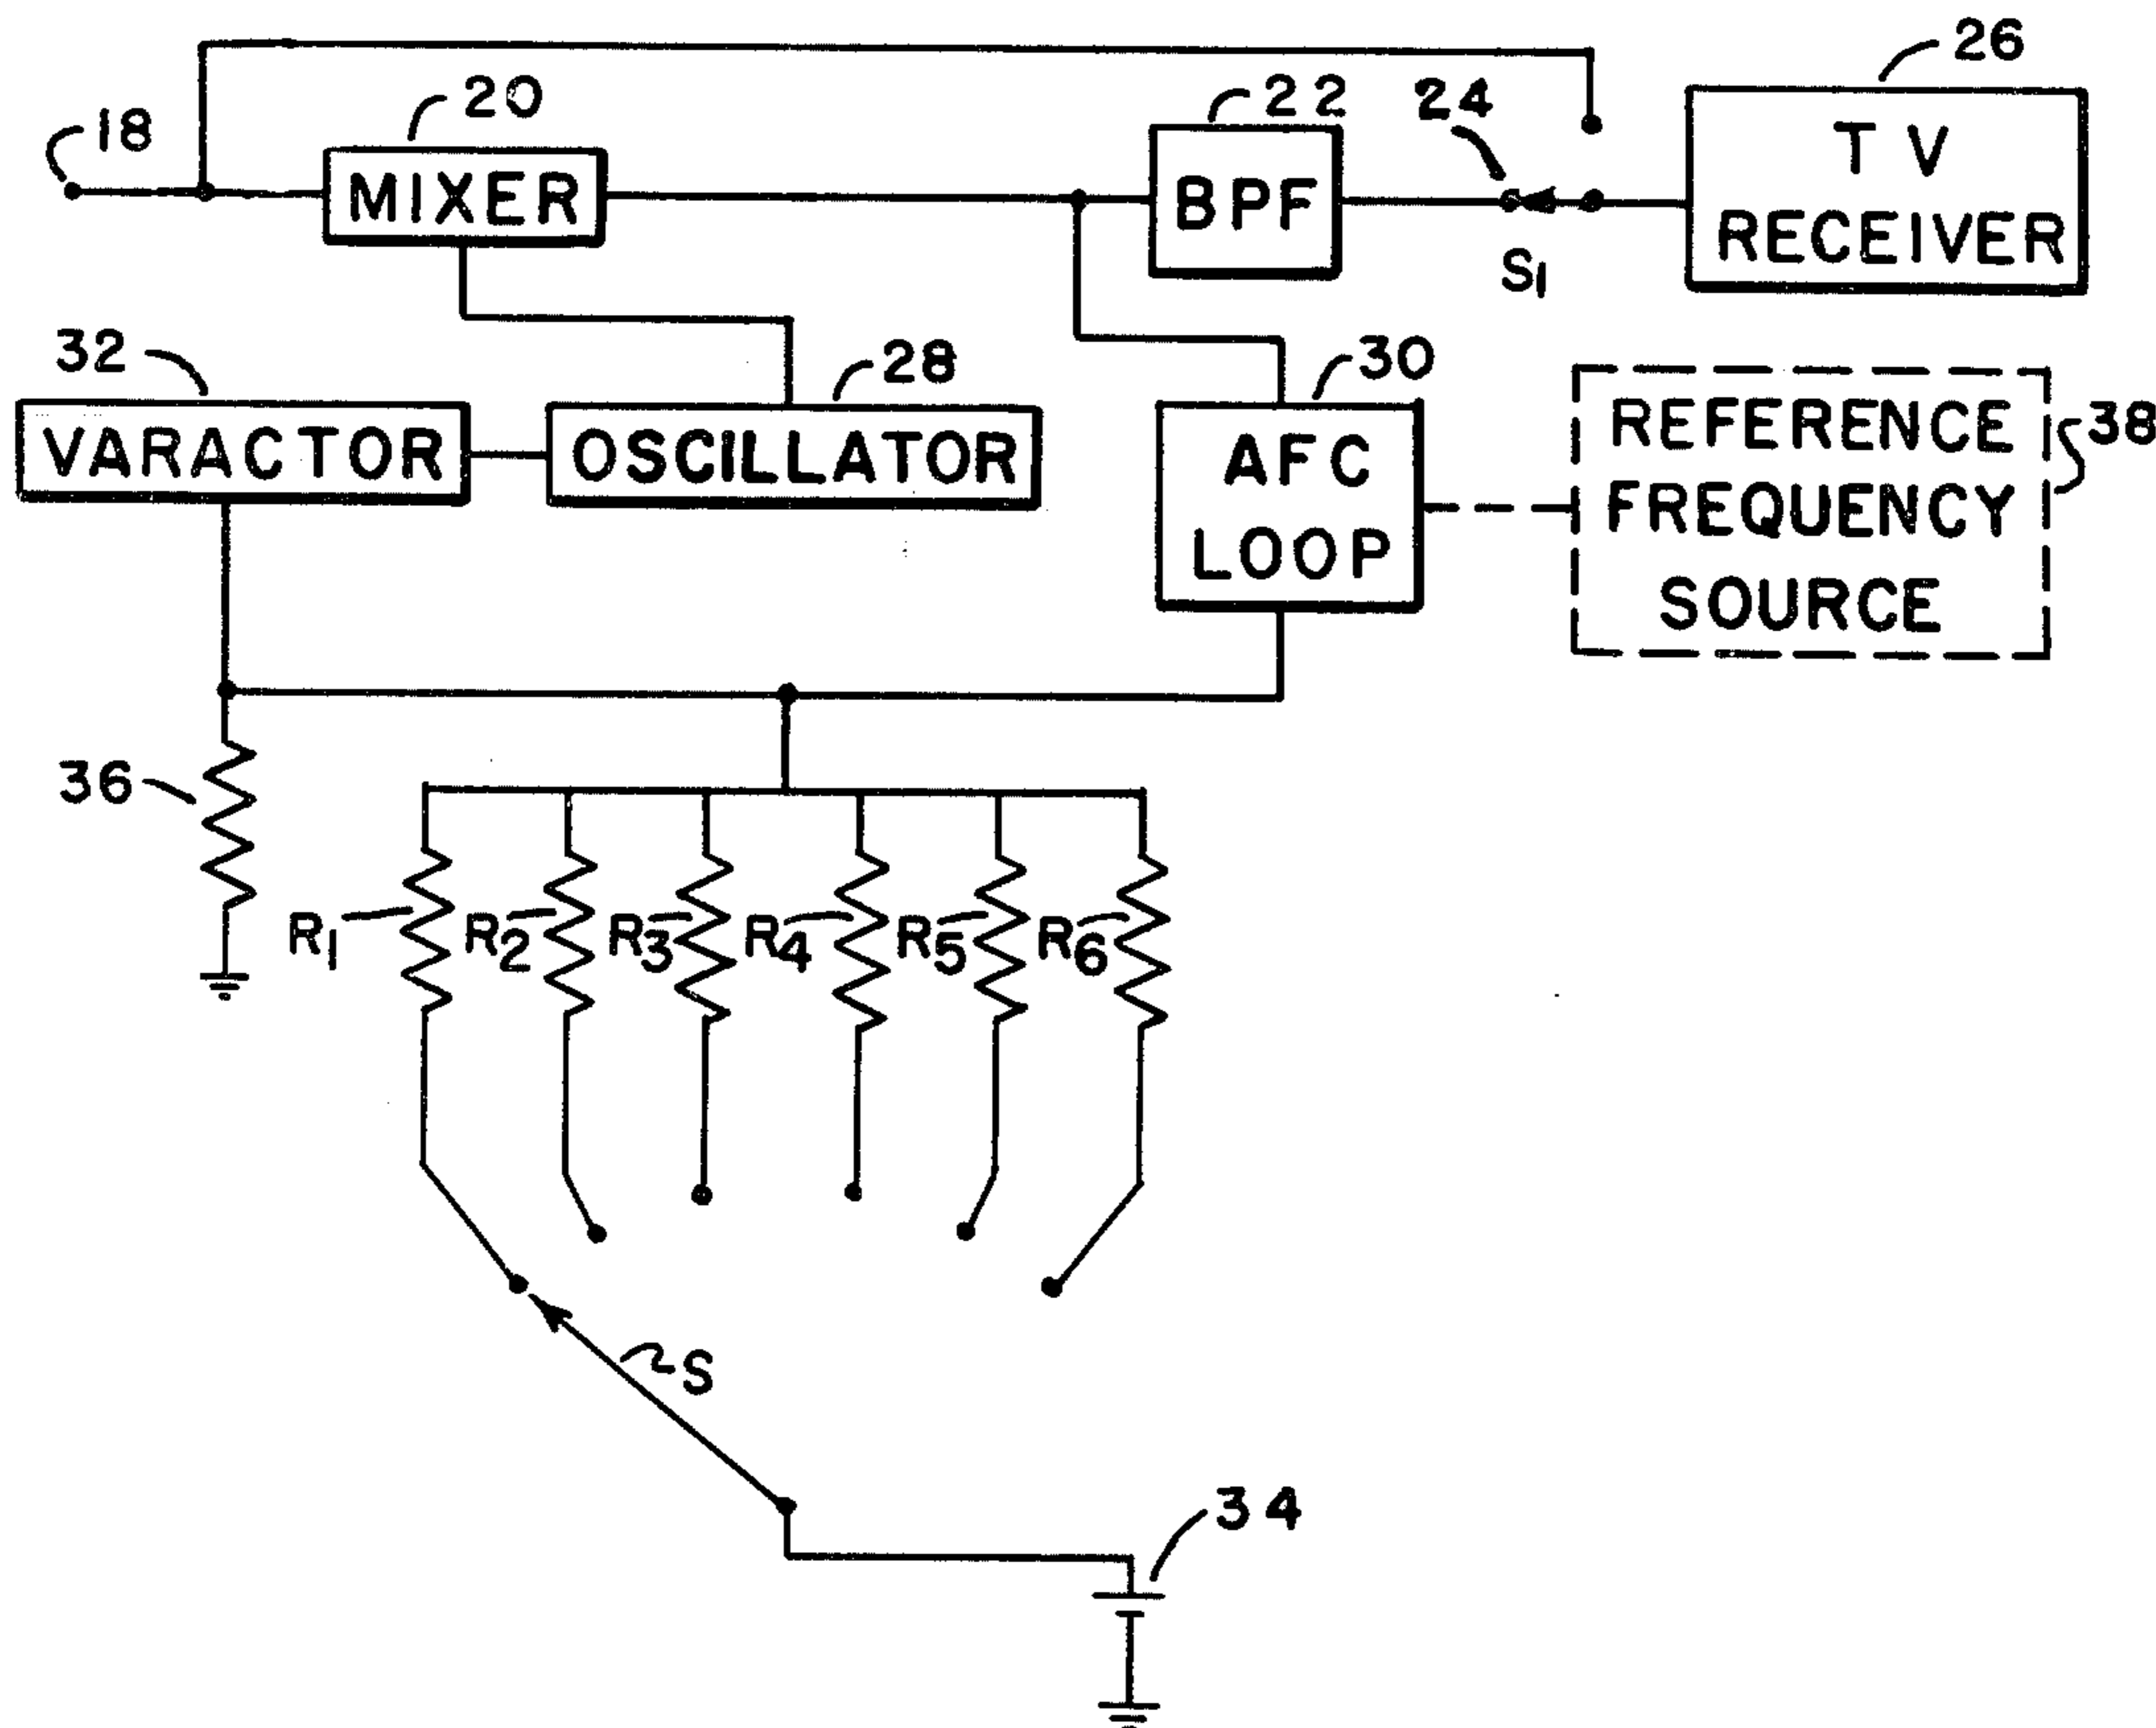 26
20
22
24
18
MIXER
BPF
TV
RECEIVER
S1
32
28
30
VARACTOR
OSCILLATOR
AFC
LOOP
REFERENCE
FREQUENCY
SOURCE
38
36
R1
R2
R3
R4
R5
R6
S
34